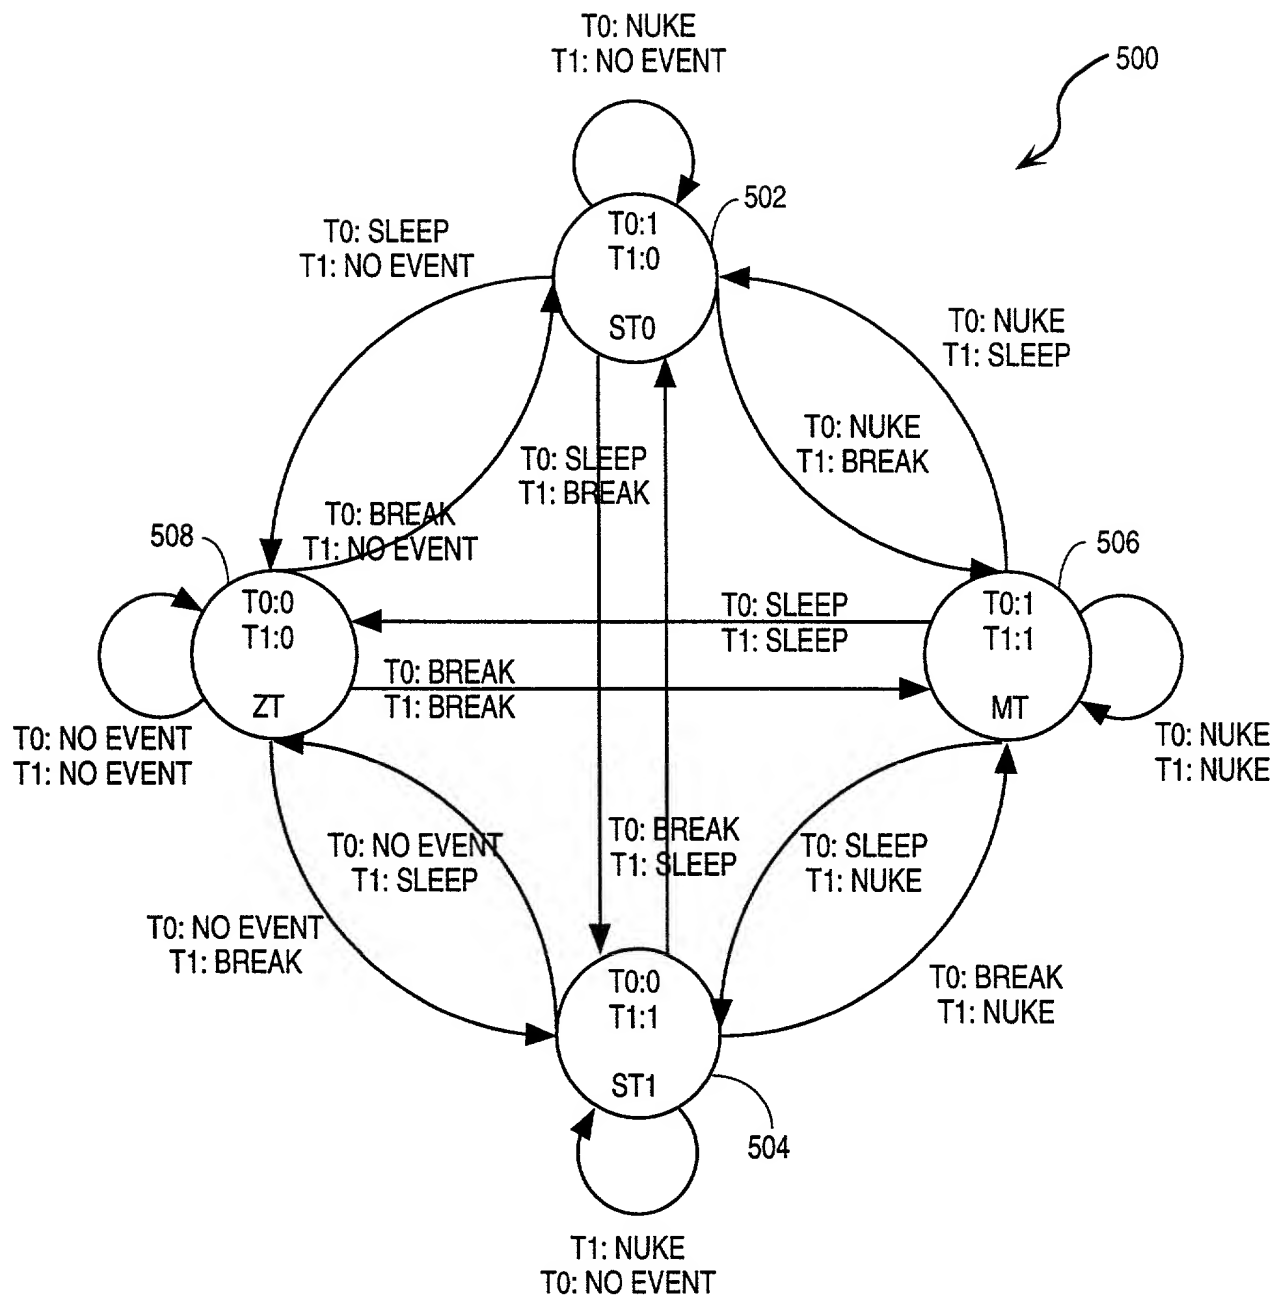 T0: NUKE
T1: NO EVENT
500
502
T0:1
T1:0
ST0
T0: SLEEP
T1: NO EVENT
T0: NUKE
T1: SLEEP
T0: NUKE
T1: BREAK
T0: SLEEP
T1: BREAK
T0: BREAK
T1: NO EVENT
508
506
T0:0
T1:0
ZT
T0: SLEEP
T1: SLEEP
T0:1
T1:1
MT
T0: BREAK
T1: BREAK
T0: NO EVENT
T1: NO EVENT
T0: NUKE
T1: NUKE
T0: NO EVENT
T1: SLEEP
T0: BREAK
T1: SLEEP
T0: SLEEP
T1: NUKE
T0: NO EVENT
T1: BREAK
T0: BREAK
T1: NUKE
T0:0
T1:1
ST1
504
T1: NUKE
T0: NO EVENT